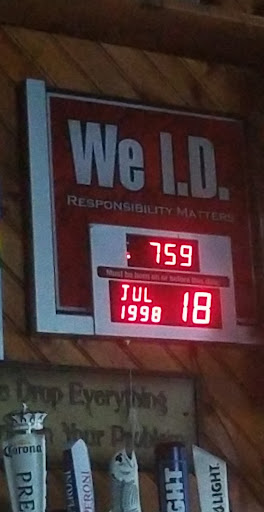 We I.D.
RESPONSIBILITY MATTERS
759
Must be born on or before this date
JUL
1998 18
Drop Everything
Your
Corona
PRE
PERONI
LIGHT